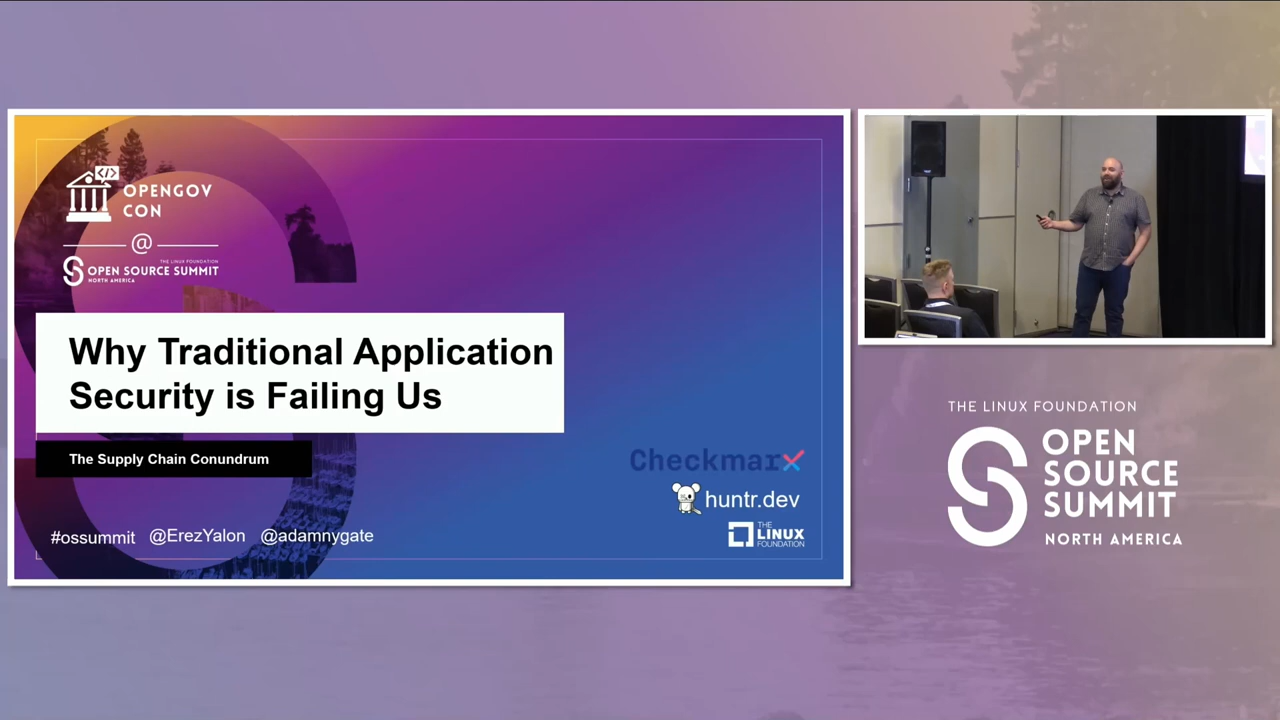 </>
OPENGOV
CON
@
THE LINUX FOUNDATION
OPEN SOURCE SUMMIT
NORTH AMERICA
Why Traditional Application
Security is Failing Us
The Supply Chain Conundrum
#ossummit @ErezYalon @adamnygate
Checkmarx
huntr.dev
THE
LINUX
FOUNDATION
THE LINUX FOUNDATION
OPEN
SOURCE
SUMMIT
NORTH AMERICA